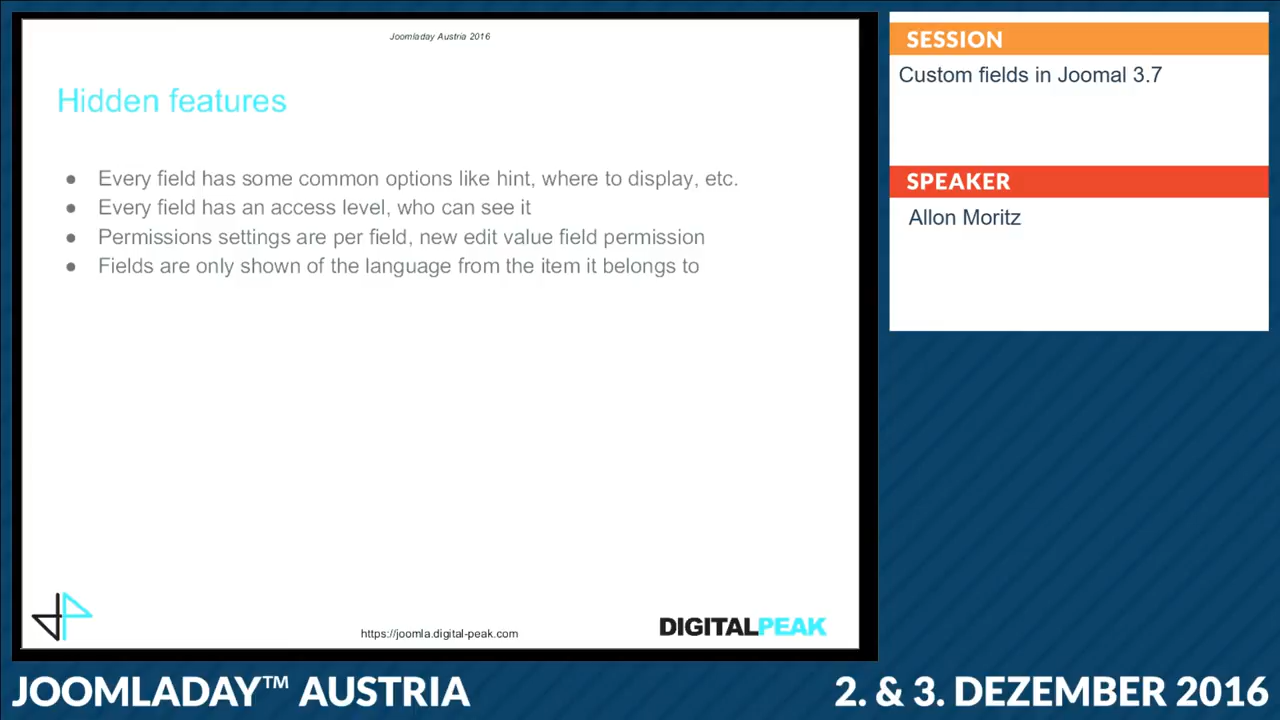 Joomladay Austria 2016
Hidden features
● Every field has some common options like hint, where to display, etc.
● Every field has an access level, who can see it
● Permissions settings are per field, new edit value field permission
● Fields are only shown of the language from the item it belongs to
https://joomla.digital-peak.com
DIGITALPEAK
SESSION
Custom fields in Joomal 3.7
SPEAKER
Allon Moritz
JOOMLADAY™ AUSTRIA
2. & 3. DEZEMBER 2016